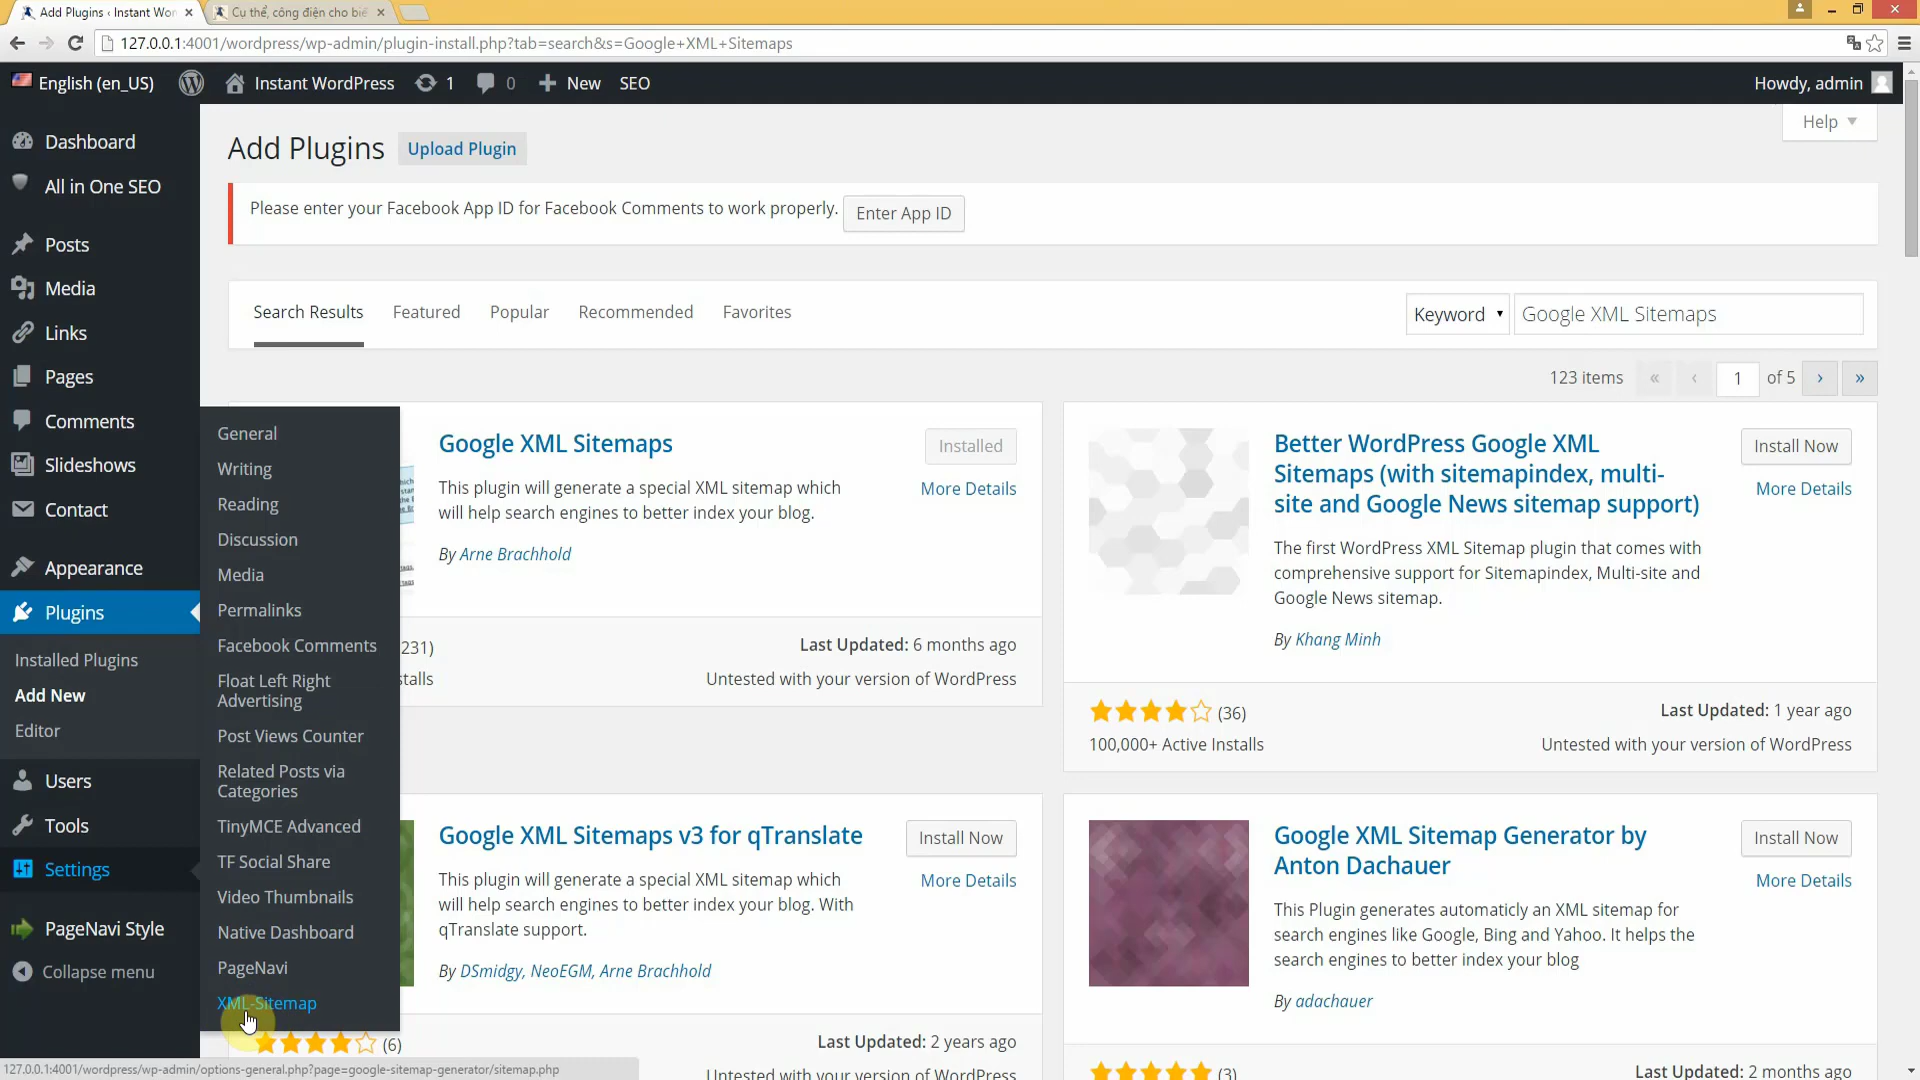 Add Plugins ‹ Instant Wor
Cụ thể, công điện cho biế
127.0.0.1:4001/wordpress/wp-admin/plugin-install.php?tab=search&s=Google+XML+Sitemaps
English (en_US)
Instant WordPress
1
0
New
SEO
Howdy, admin
Help
Dashboard
All in One SEO
Posts
Media
Links
Pages
Comments
Slideshows
Contact
Appearance
Plugins
Installed Plugins
Add New
Editor
Users
Tools
Settings
PageNavi Style
Collapse menu
General
Writing
Reading
Discussion
Media
Permalinks
Facebook Comments
Float Left Right
Advertising
Post Views Counter
Related Posts via
Categories
TinyMCE Advanced
TF Social Share
Video Thumbnails
Native Dashboard
PageNavi
XML-Sitemap
Add Plugins
Upload Plugin
Please enter your Facebook App ID for Facebook Comments to work properly.
Enter App ID
Search Results
Featured
Popular
Recommended
Favorites
Keyword
Google XML Sitemaps
123 items
«
‹
1
of 5
›
»
Google XML Sitemaps
Installed
More Details
This plugin will generate a special XML sitemap which
will help search engines to better index your blog.
By Arne Brachhold
231)
Last Updated: 6 months ago
stalls
Untested with your version of WordPress
Better WordPress Google XML
Sitemaps (with sitemapindex, multi-
site and Google News sitemap support)
Install Now
More Details
The first WordPress XML Sitemap plugin that comes with
comprehensive support for Sitemapindex, Multi-site and
Google News sitemap.
By Khang Minh
(36)
Last Updated: 1 year ago
100,000+ Active Installs
Untested with your version of WordPress
Google XML Sitemaps v3 for qTranslate
Install Now
More Details
This plugin will generate a special XML sitemap which
will help search engines to better index your blog. With
qTranslate support.
By DSmidgy, NeoEGM, Arne Brachhold
(6)
Last Updated: 2 years ago
Untested with your version of WordPress
Google XML Sitemap Generator by
Anton Dachauer
Install Now
More Details
This Plugin generates automaticly an XML sitemap for
search engines like Google, Bing and Yahoo. It helps the
search engines to better index your blog
By adachauer
(3)
Last Updated: 2 months ago
127.0.0.1:4001/wordpress/wp-admin/options-general.php?page=google-sitemap-generator/sitemap.php